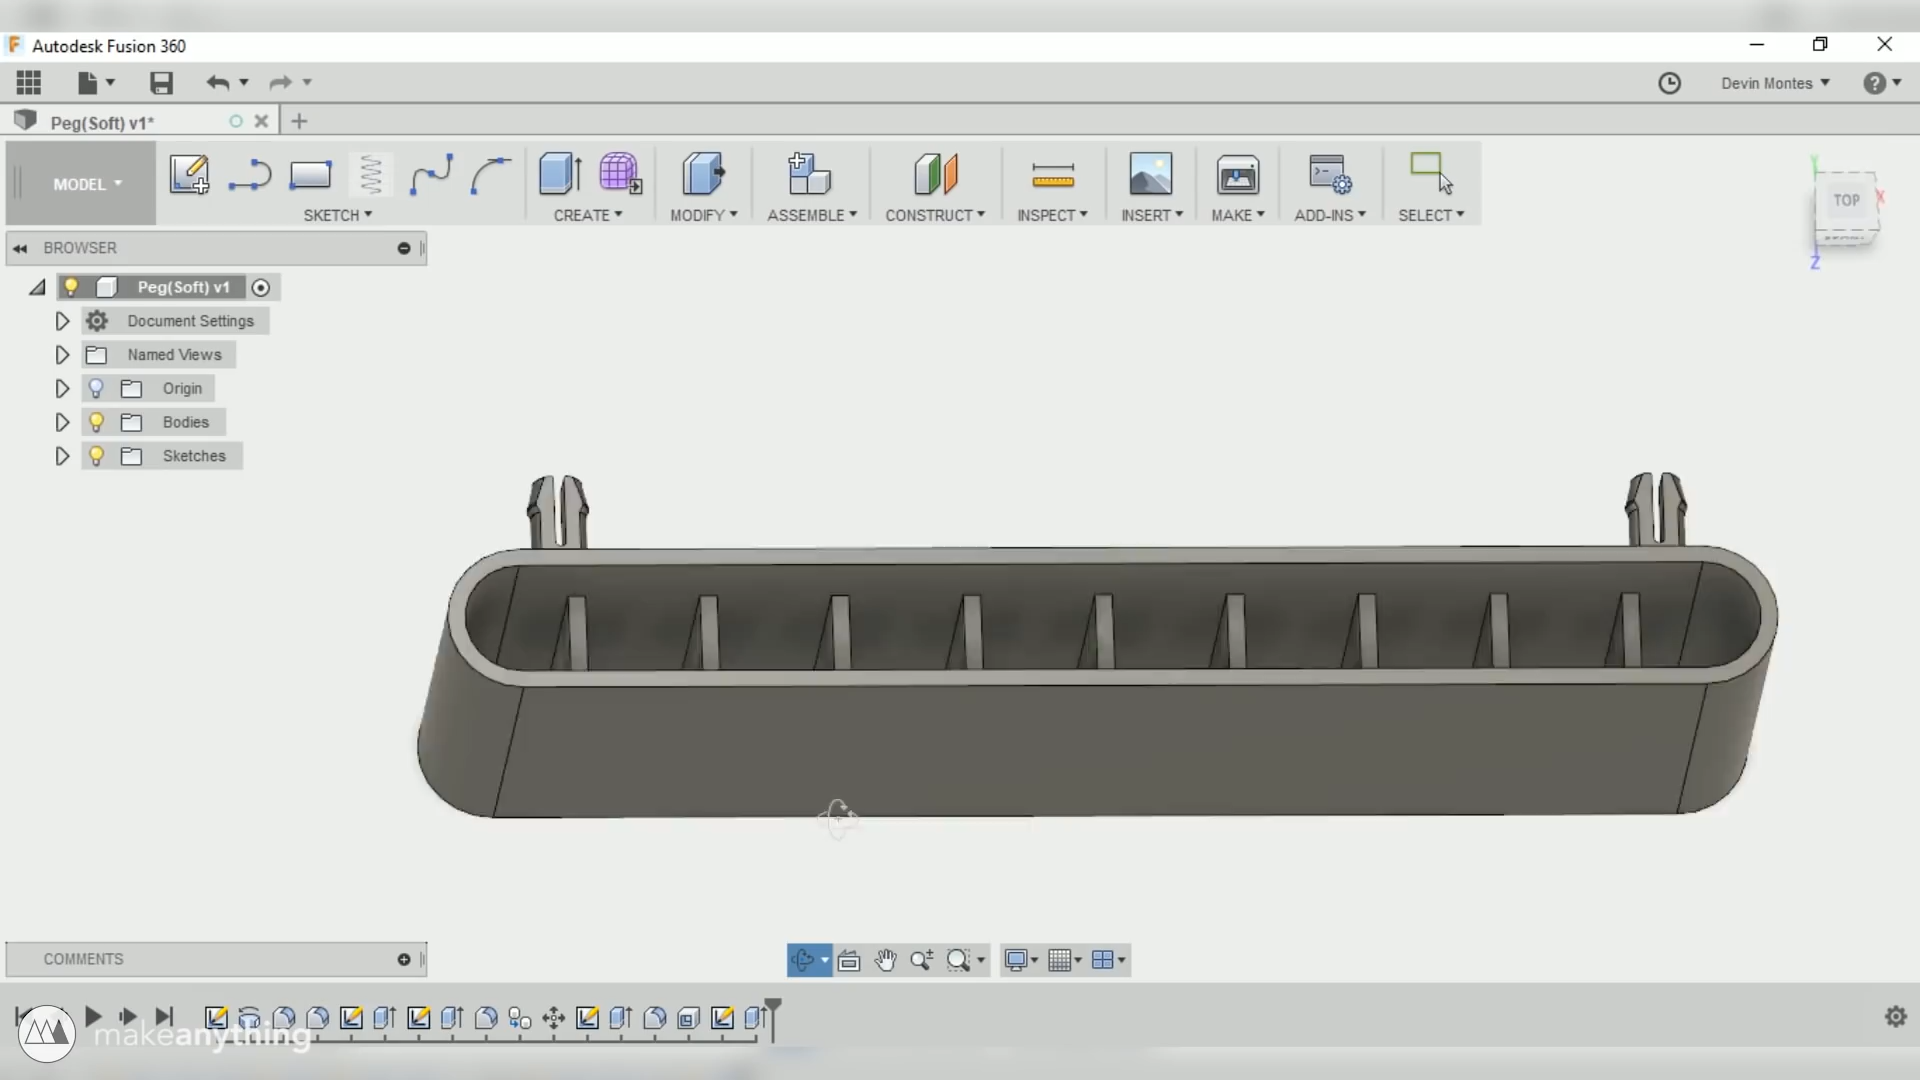 Autodesk Fusion 360
Devin Montes
Peg(Soft) v1*
MODEL
SKETCH
CREATE
MODIFY
ASSEMBLE
CONSTRUCT
INSPECT
INSERT
MAKE
ADD-INS
SELECT
TOP
X
Y
Z
BROWSER
Peg(Soft) v1
Document Settings
Named Views
Origin
Bodies
Sketches
COMMENTS
makeanything